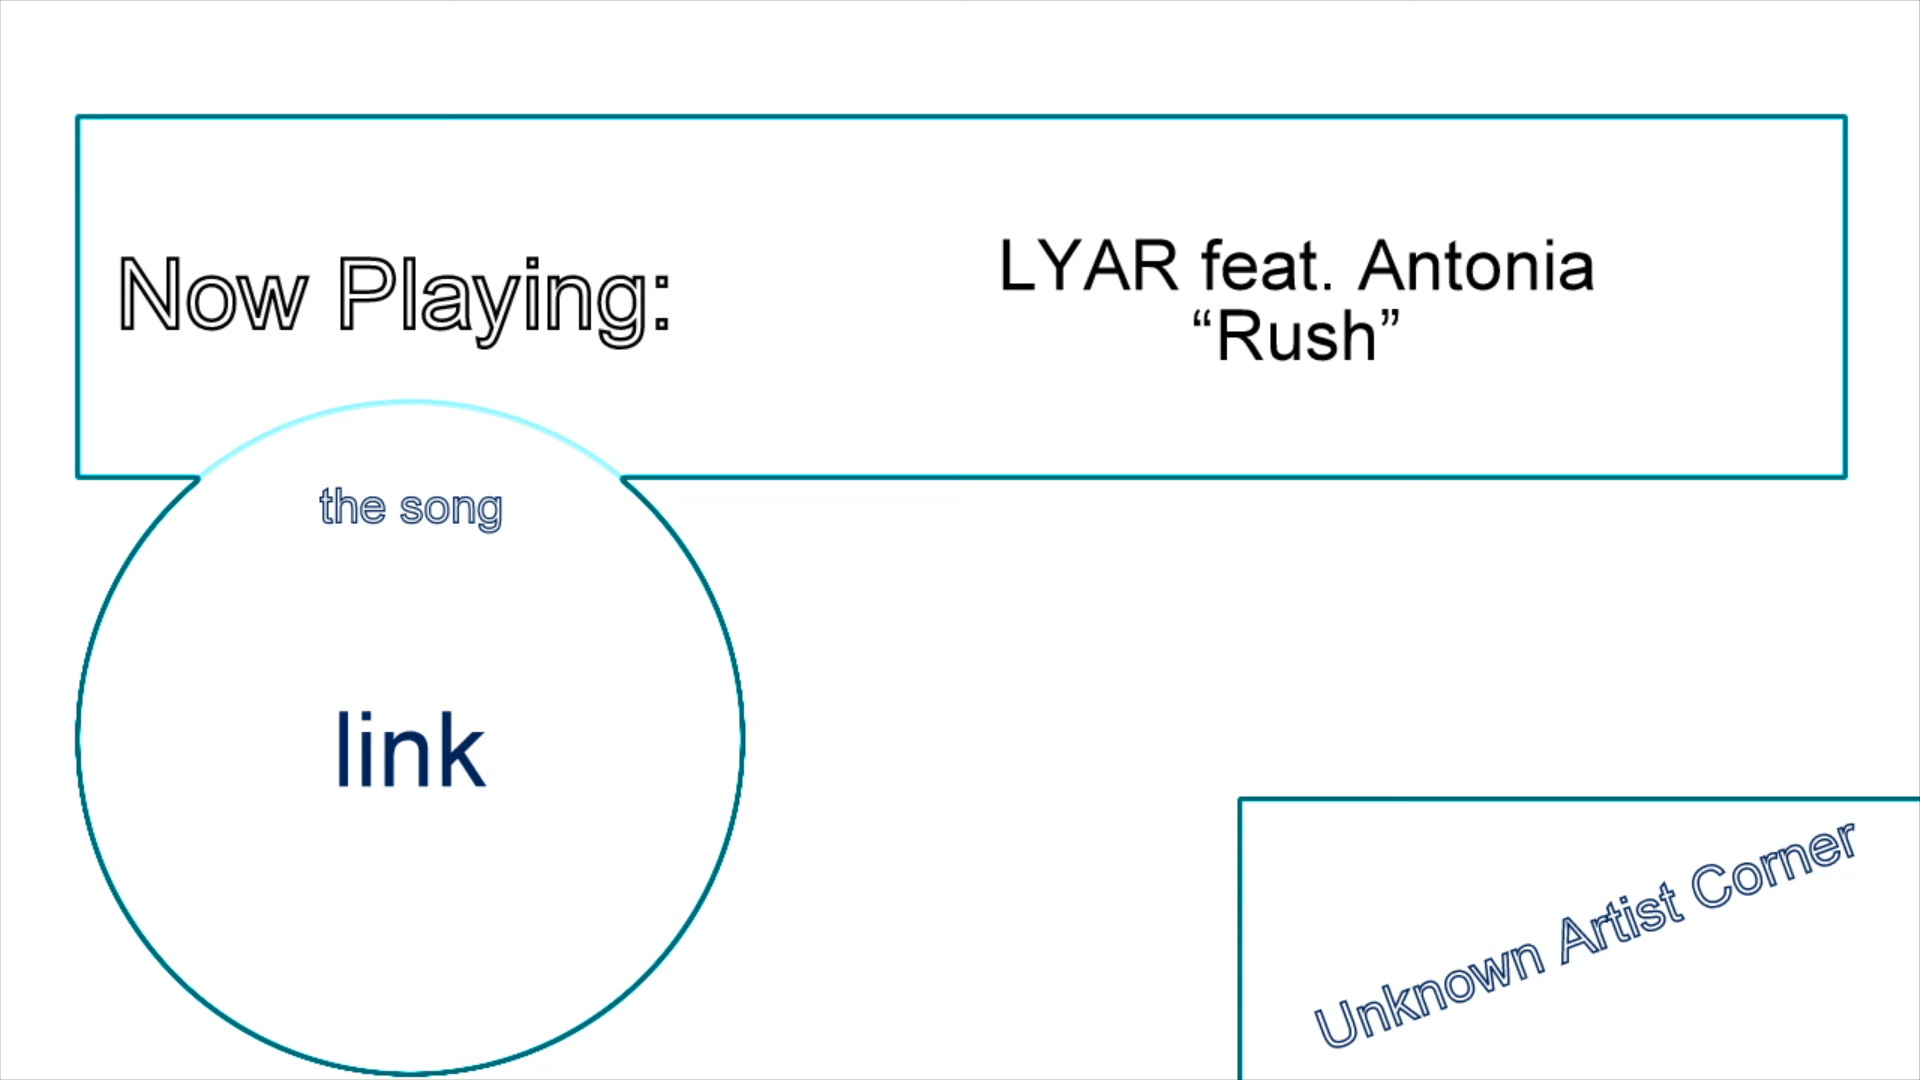 Now Playing:
LYAR feat. Antonia
“Rush”
the song
link
Unknown Artist Corner